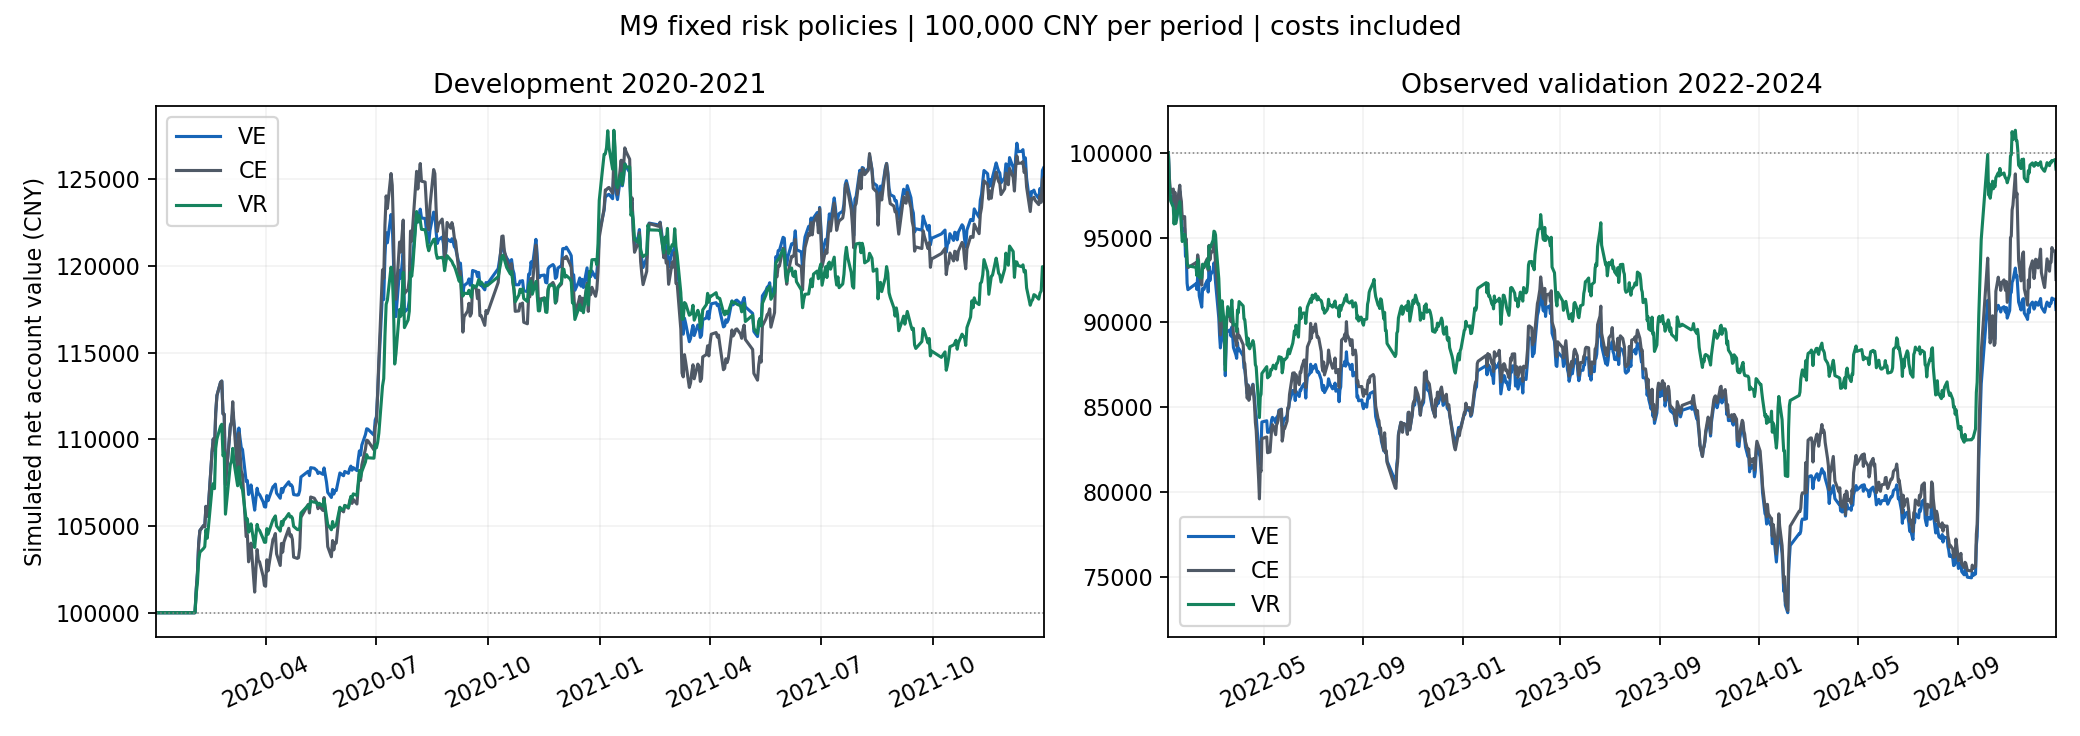 M9 fixed risk policies | 100,000 CNY per period | costs included
Development 2020-2021
Simulated net account value (CNY)
125000
120000
115000
110000
105000
100000
VE
CE
VR
2020-04
2020-07
2020-10
2021-01
2021-04
2021-07
2021-10
Observed validation 2022-2024
100000
95000
90000
85000
80000
75000
VE
CE
VR
2022-05
2022-09
2023-01
2023-05
2023-09
2024-01
2024-05
2024-09